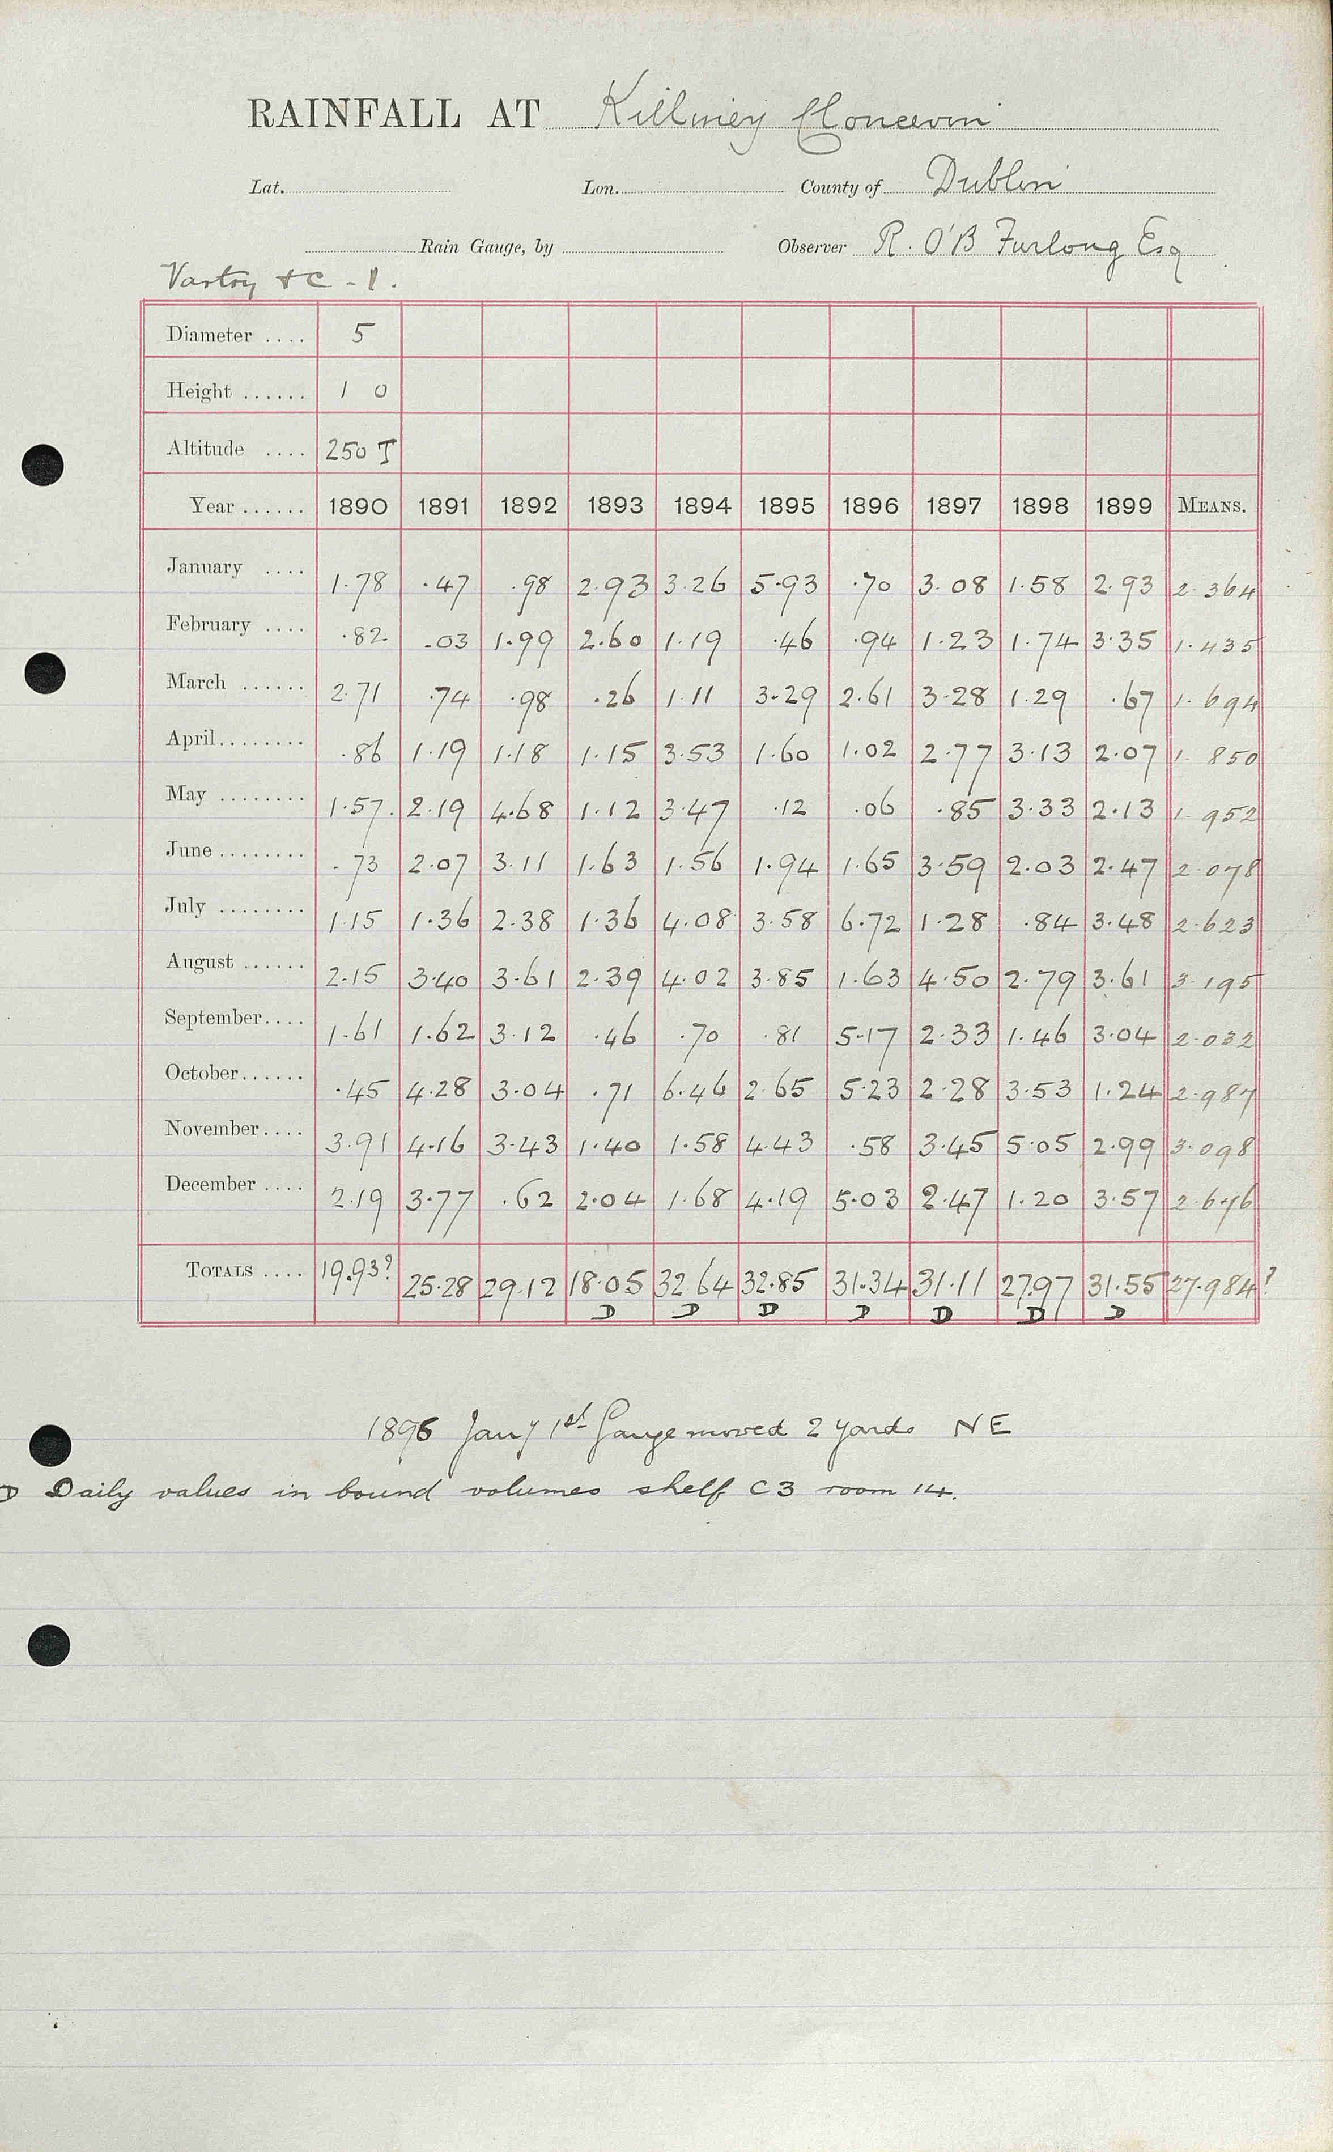 RAINFALL AT Killiney Cloncevin
Lat. Lon. County of Dublin
Rain Gauge, by Observer R. O'B Furlong Esq
Vartry &c - 1.
Diameter .... 5
Height ...... 1 0
Altitude .... 250 T
Year ...... 1890 1891 1892 1893 1894 1895 1896 1897 1898 1899 MEANS.
January .... 1.78 .47 .98 2.93 3.26 5.93 .70 3.08 1.58 2.93 2.364
February .... .82 .03 1.99 2.60 1.19 .46 .94 1.23 1.74 3.35 1.435
March ...... 2.71 .74 .98 .26 1.11 3.29 2.61 3.28 1.29 .67 1.694
April ........ .86 1.19 1.18 1.15 3.53 1.60 1.02 2.77 3.13 2.07 1.850
May ........ 1.57 2.19 4.68 1.12 3.47 .12 .06 .85 3.33 2.13 1.952
June ........ .73 2.07 3.11 1.63 1.56 1.94 1.65 3.59 2.03 2.47 2.078
July ........ 1.15 1.36 2.38 1.36 4.08 3.58 6.72 1.28 .84 3.48 2.623
August ...... 2.15 3.40 3.61 2.39 4.02 3.85 1.63 4.50 2.79 3.61 3.195
September .... 1.61 1.62 3.12 .46 .70 .81 5.17 2.33 1.46 3.04 2.032
October ...... .45 4.28 3.04 .71 6.46 2.65 5.23 2.28 3.53 1.24 2.987
November .... 3.91 4.16 3.43 1.40 1.58 4.43 .58 3.45 5.05 2.99 3.098
December .... 2.19 3.77 .62 2.04 1.68 4.19 5.03 2.47 1.20 3.57 2.676
TOTALS .... 19.93? 25.28 29.12 18.05 32.64 32.85 31.34 31.11 27.97 31.55 27.984?
D D D D D D D
1896 Jany 1st Gauge moved 2 yards NE
D Daily values in bound volumes shelf C3 room 14.